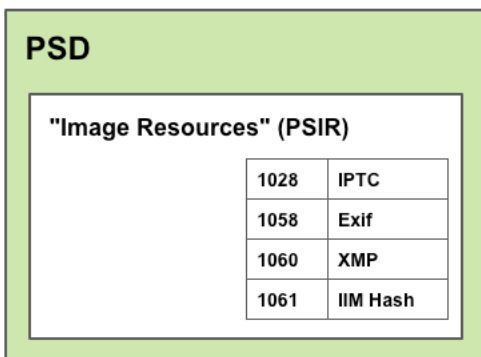 PSD
"Image Resources" (PSIR)
1028 IPTC
1058 Exif
1060 XMP
1061 IIM Hash